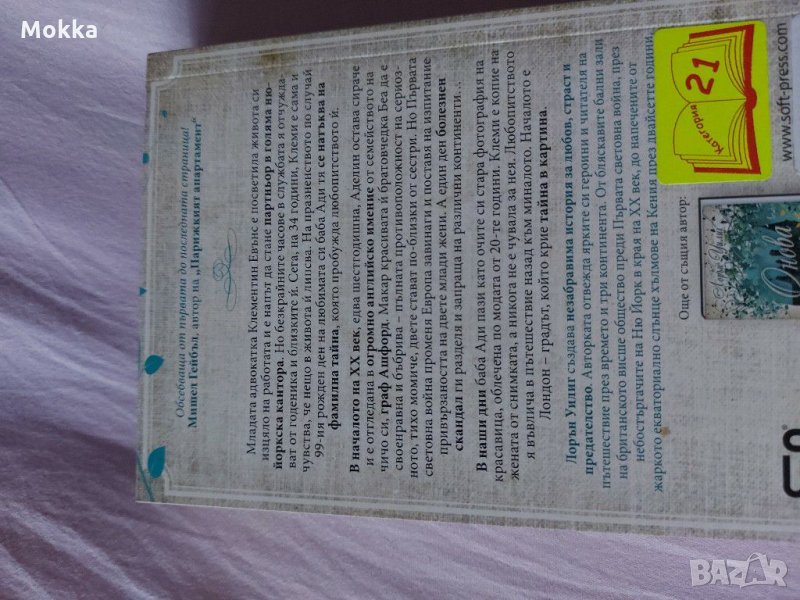 Mokka
Обсебваща от първата до последната страница!
Мишел Гейбъл, автор на „Парижкият апартамент“
Младата адвокатка Клементин Евънс е посветила живота си
изцяло на работата и е напът да стане партньор в голяма ню-
йоркска кантора. Но безкрайните часове в службата я отчужда-
ват от годеника и близките ѝ. Сега, на 34 години, Клеми е сама и
чувства, че нещо в живота ѝ липсва. На празненството по случай
99-ия рожден ден на любимата си баба Ади тя се натъква на
фамилна тайна, която пробужда любопитството ѝ.
В началото на XX век, едва шестгодишна, Аделин остава сираче
и е отгледана в огромно английско имение от семейството на
чичо си, граф Ашфорд. Макар красивата ѝ братовчедка Беа да е
своенравна и сърбрива – пълната противоположност на сериоз-
ното, тихо момиче, двете стават по-близки от сестри. Но Първата
световна война променя Европа завинаги и поставя на изпитание
привързаността на двете млади жени. А един ден болезнен
скандал ги разделя и запраща на различни континенти…
В наши дни баба Ади пази като очите си стара фотография на
красавица, облечена по модата от 20-те години. Клеми е копие на
жената от снимката, а никога не е чувала за нея. Любопитството
я въвлича в пътешествие назад към миналото. Началото е
Лондон – градът, който крие тайна в картина.
Лорън Уилиг създава незабравима история за любов, страст и
предателство. Авторката отвежда ярките си героини и читателя на
пътешествие през времето и три континента. От бляскавите бални зали
на британското висше общество преди Първата световна война, през
небостъргачите на Ню Йорк в края на XX век, до напечените от
жаркото екваториално слънце хълмове на Кения през двайсетте години.
Още от същия автор:
Окова
категория
21
www.soft-press.com
BAZAR